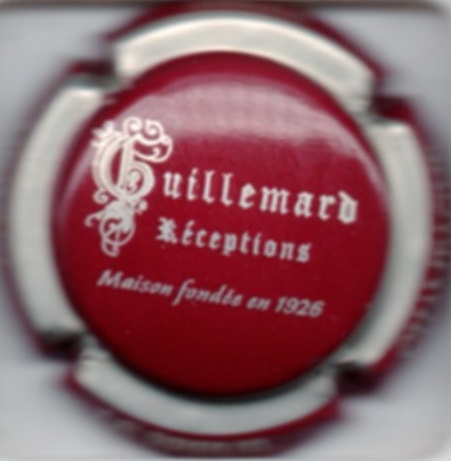 Guillemard
Réceptions
Maison fondée en 1926